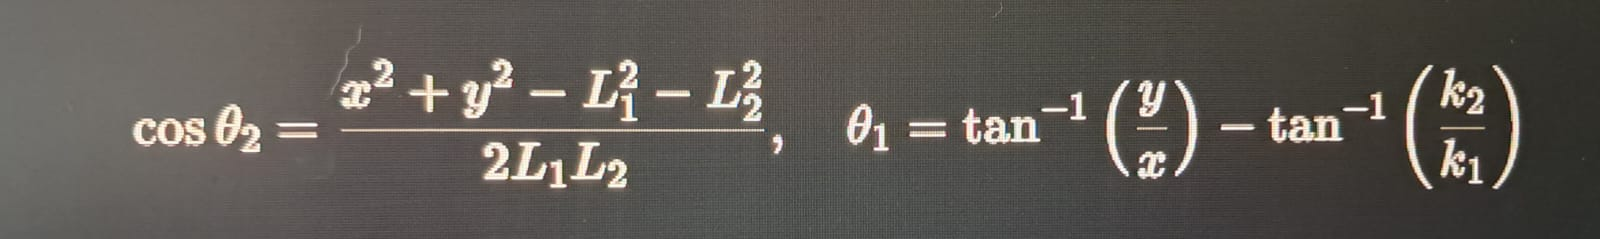 cos θ₂ = (x² + y² − L₁² − L₂²) / (2L₁L₂), θ₁ = tan⁻¹(y/x) − tan⁻¹(k₂/k₁)